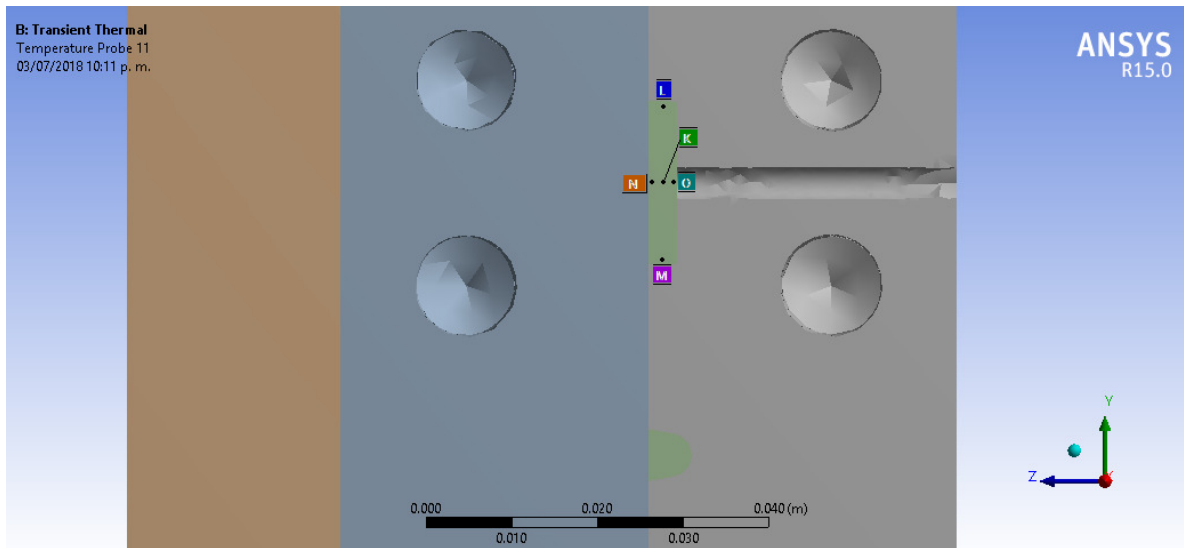 B: Transient Thermal
Temperature Probe 11
03/07/2018 10:11 p. m.
ANSYS
R15.0
L
K
N
O
M
Y
Z
X
0.000
0.020
0.040 (m)
0.010
0.030